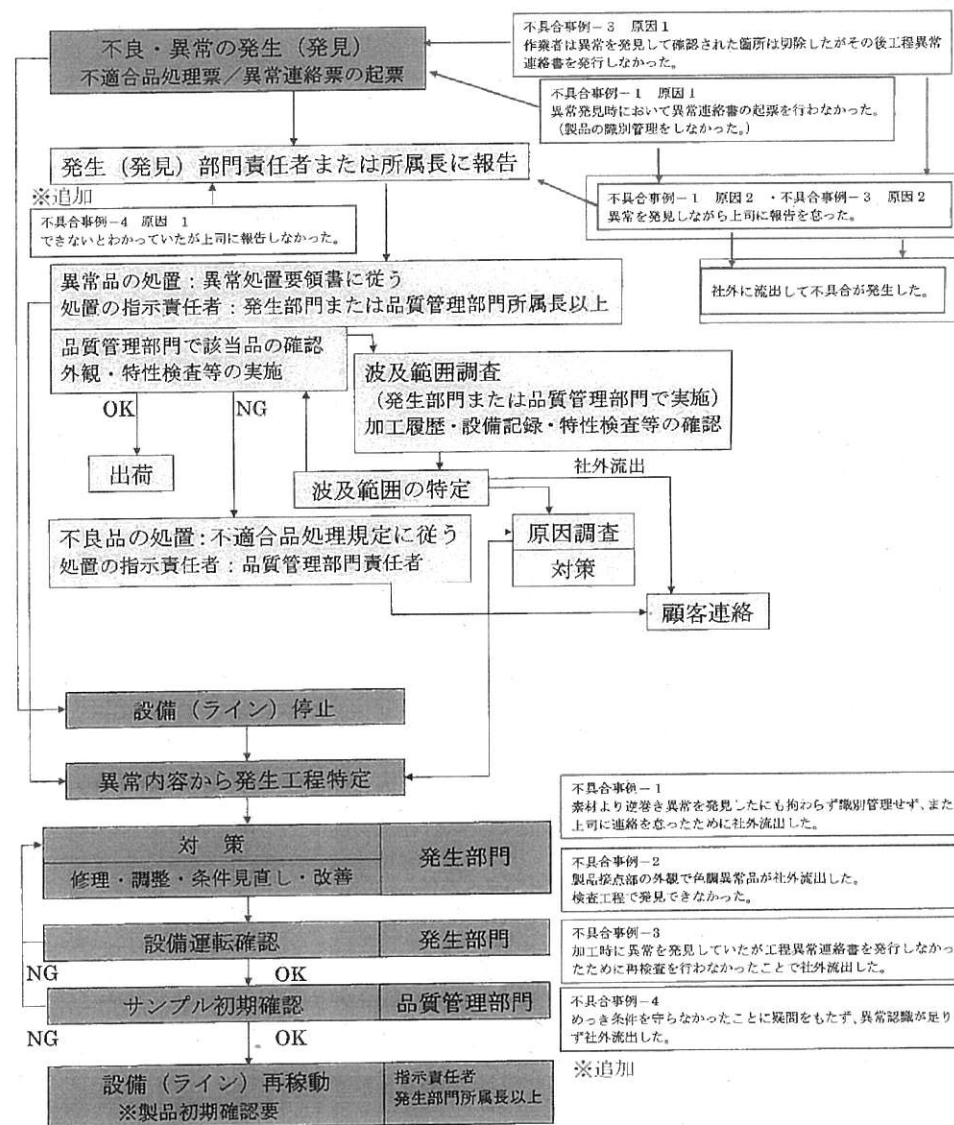 不良・異常の発生（発見）
不適合品処理票／異常連絡票の起票
不具合事例－3　原因1
作業者は異常を発見して確認された箇所は切除したがその後工程異常
連絡書を発行しなかった。
不具合事例－1　原因1
異常発見時において異常連絡書の起票を行わなかった。
（製品の識別管理をしなかった。）
発生（発見）部門責任者または所属長に報告
※追加
不具合事例－4　原因　1
できないとわかっていたが上司に報告しなかった。
不具合事例－1　原因2　・不具合事例－3　原因2
異常を発見しながら上司に報告を怠った。
社外に流出して不具合が発生した。
異常品の処置：異常処置要領書に従う
処置の指示責任者：発生部門または品質管理部門所属長以上
品質管理部門で該当品の確認
外観・特性検査等の実施
OK
NG
波及範囲調査
（発生部門または品質管理部門で実施）
加工履歴・設備記録・特性検査等の確認
出荷
社外流出
波及範囲の特定
不良品の処置：不適合品処理規定に従う
処置の指示責任者：品質管理部門責任者
原因調査
対策
顧客連絡
設備（ライン）停止
異常内容から発生工程特定
対　策
修理・調整・条件見直し・改善
発生部門
設備運転確認
発生部門
NG
OK
サンプル初期確認
品質管理部門
NG
OK
設備（ライン）再稼動
※製品初期確認要
指示責任者
発生部門所属長以上
不具合事例－1
素材より逆巻き異常を発見したにも拘わらず識別管理せず、また
上司に連絡を怠ったために社外流出した。
不具合事例－2
製品接点部の外観で色調異常品が社外流出した。
検査工程で発見できなかった。
不具合事例－3
加工時に異常を発見していたが工程異常連絡書を発行しなかっ
たために再検査を行わなかったことで社外流出した。
不具合事例－4
めっき条件を守らなかったことに疑問をもたず、異常認識が足り
ず社外流出した。
※追加